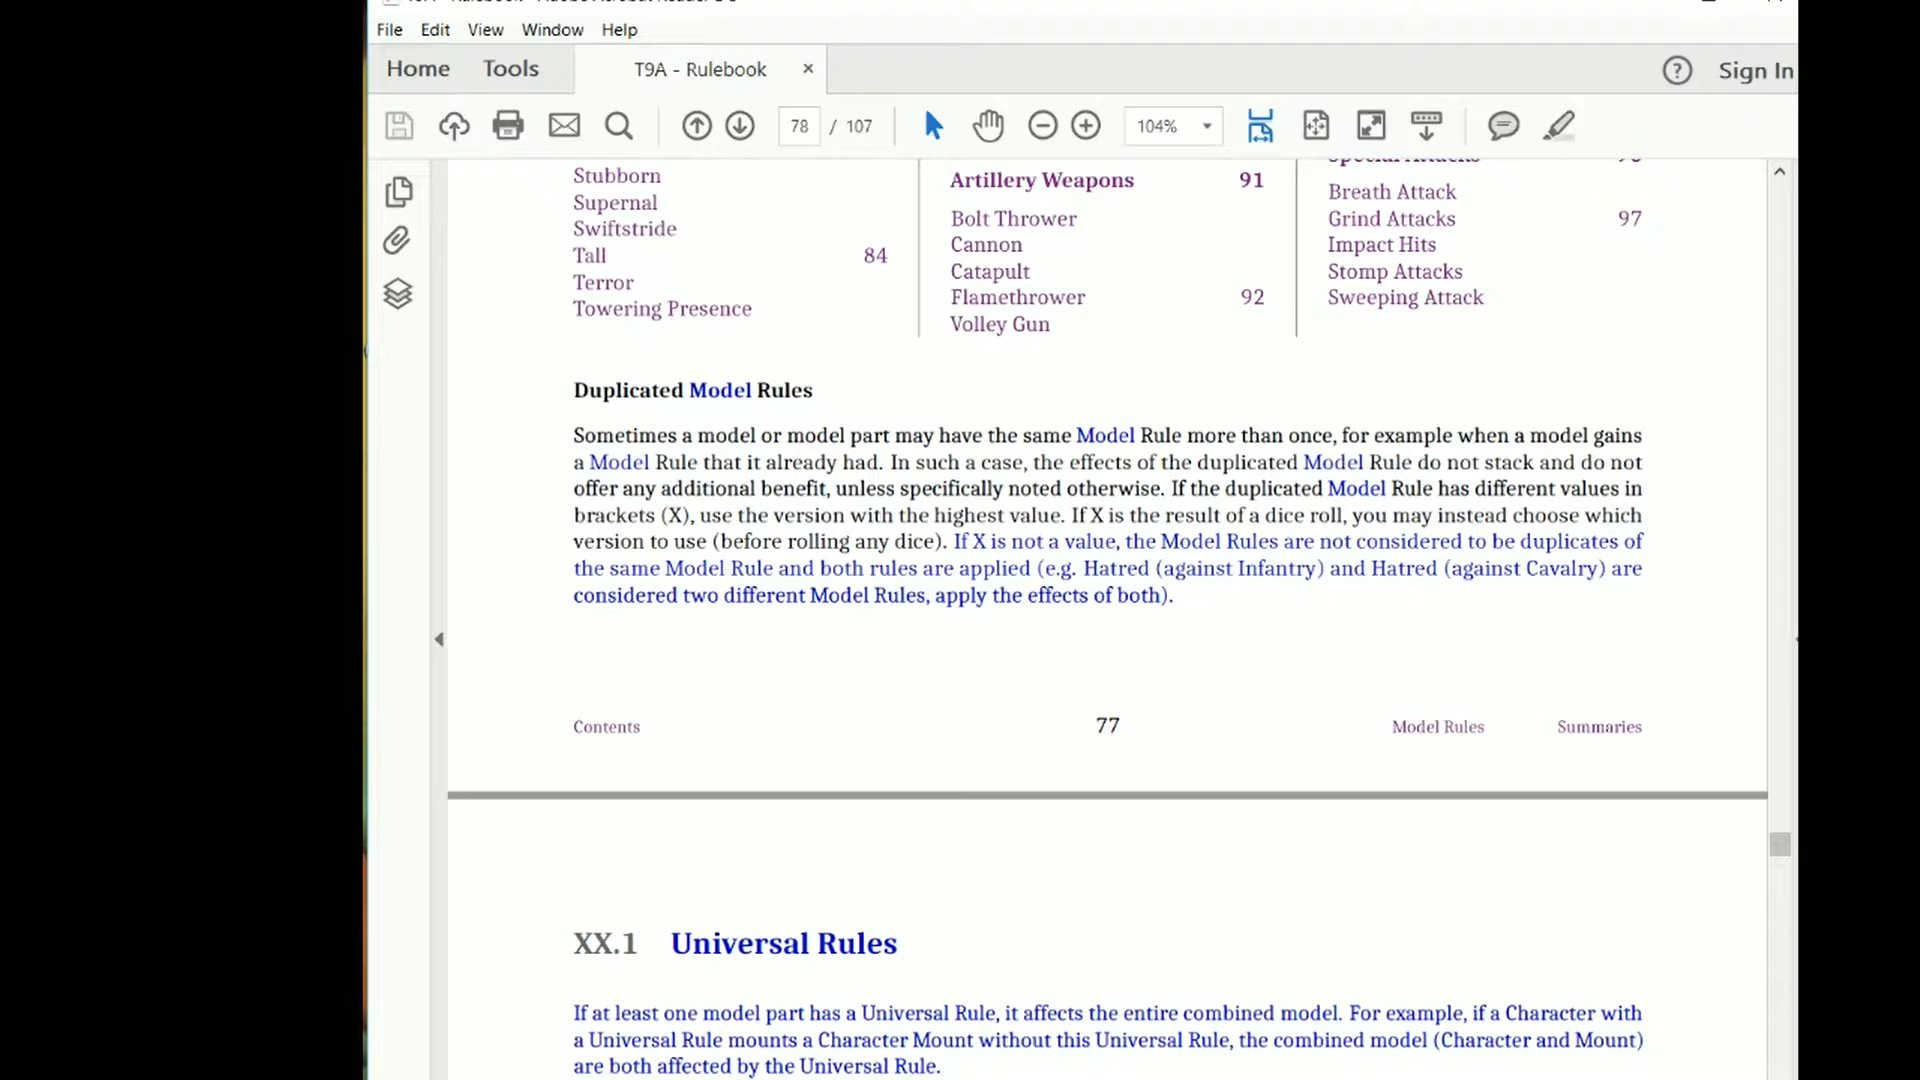 File Edit View Window Help
Home Tools T9A - Rulebook × ? Sign In
78 / 107 104%
Stubborn
Supernal
Swiftstride
Tall 84
Terror
Towering Presence
Artillery Weapons 91
Bolt Thrower
Cannon
Catapult
Flamethrower 92
Volley Gun
Breath Attack
Grind Attacks 97
Impact Hits
Stomp Attacks
Sweeping Attack
Duplicated Model Rules
Sometimes a model or model part may have the same Model Rule more than once, for example when a model gains
a Model Rule that it already had. In such a case, the effects of the duplicated Model Rule do not stack and do not
offer any additional benefit, unless specifically noted otherwise. If the duplicated Model Rule has different values in
brackets (X), use the version with the highest value. If X is the result of a dice roll, you may instead choose which
version to use (before rolling any dice). If X is not a value, the Model Rules are not considered to be duplicates of
the same Model Rule and both rules are applied (e.g. Hatred (against Infantry) and Hatred (against Cavalry) are
considered two different Model Rules, apply the effects of both).
Contents 77 Model Rules Summaries
XX.1 Universal Rules
If at least one model part has a Universal Rule, it affects the entire combined model. For example, if a Character with
a Universal Rule mounts a Character Mount without this Universal Rule, the combined model (Character and Mount)
are both affected by the Universal Rule.